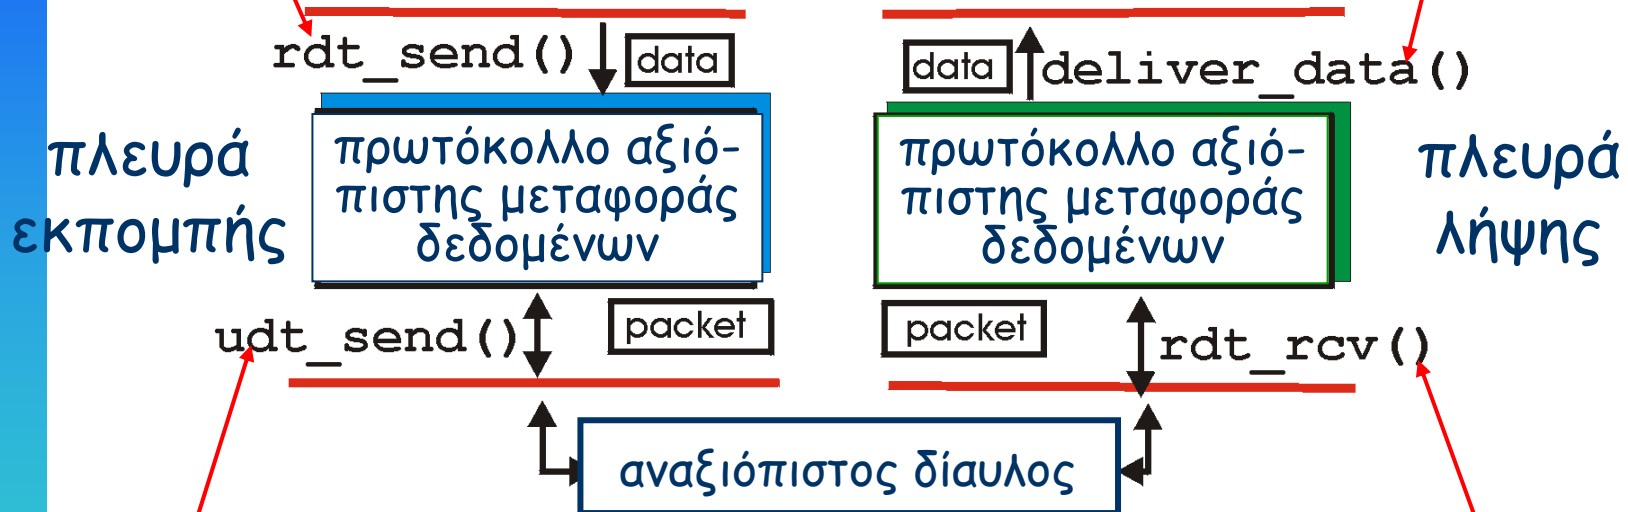 rdt_send()
data
data
deliver_data()
πλευρά
εκπομπής
πρωτόκολλο αξιό-
πιστης μεταφοράς
δεδομένων
πρωτόκολλο αξιό-
πιστης μεταφοράς
δεδομένων
πλευρά
λήψης
udt_send()
packet
packet
rdt_rcv()
αναξιόπιστος δίαυλος